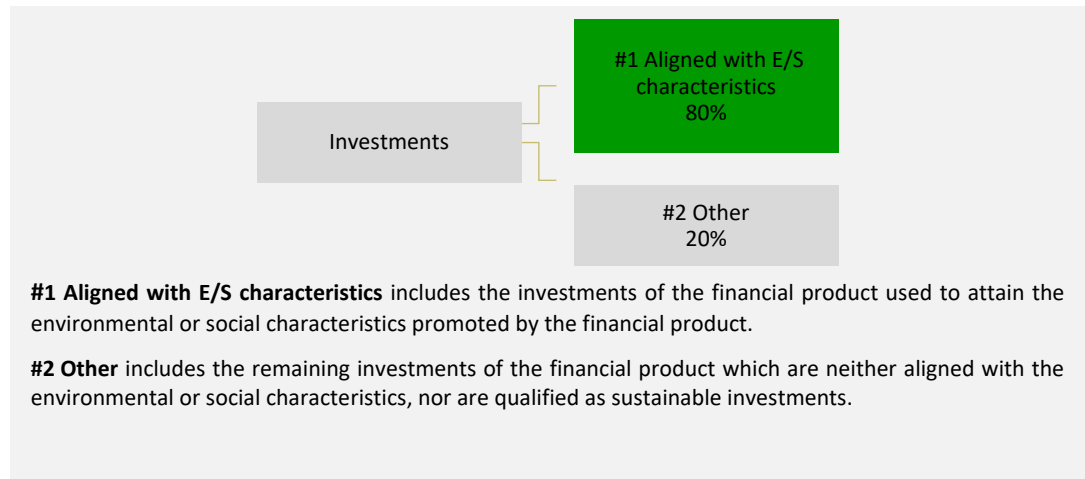 #1 Aligned with E/S
characteristics
80%
Investments
#2 Other
20%
#1 Aligned with E/S characteristics includes the investments of the financial product used to attain the
environmental or social characteristics promoted by the financial product.
#2 Other includes the remaining investments of the financial product which are neither aligned with the
environmental or social characteristics, nor are qualified as sustainable investments.